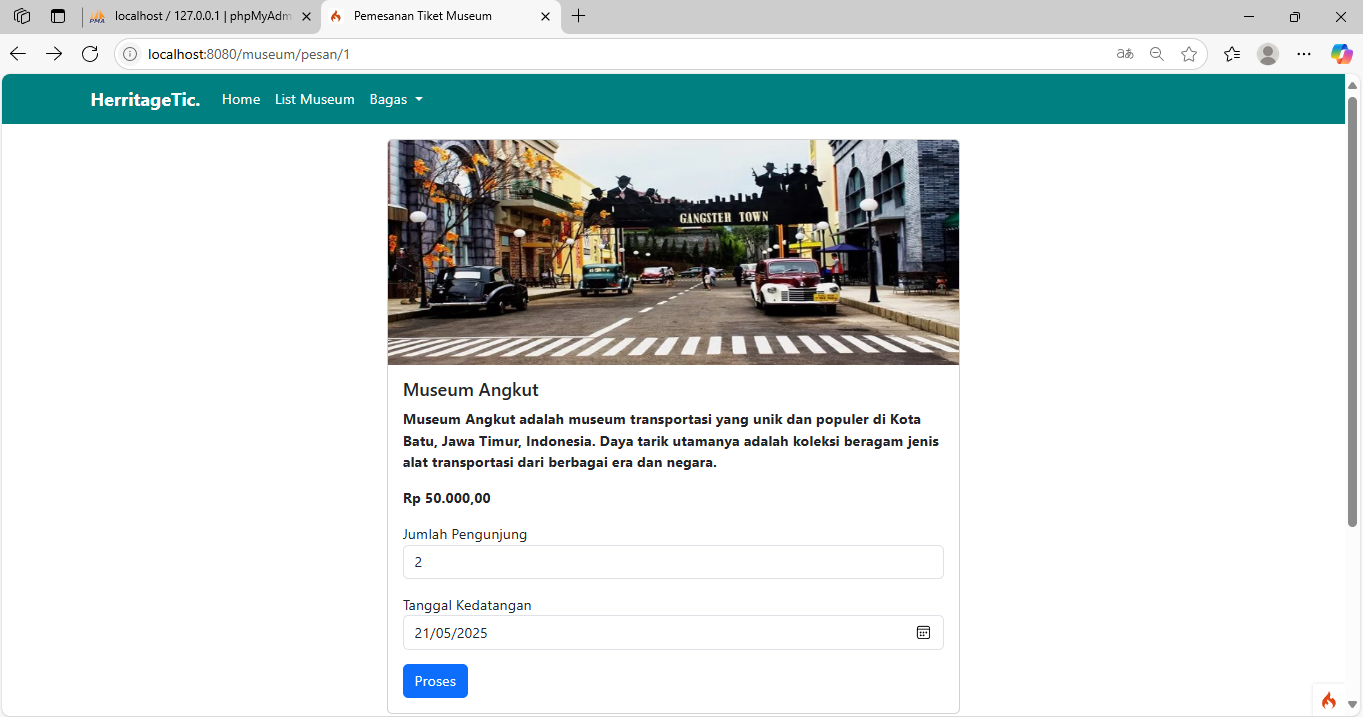 localhost / 127.0.0.1 | phpMyAdm
Pemesanan Tiket Museum
localhost:8080/museum/pesan/1
HerritageTic.
Home
List Museum
Bagas
GANGSTER TOWN
Museum Angkut
Museum Angkut adalah museum transportasi yang unik dan populer di Kota
Batu, Jawa Timur, Indonesia. Daya tarik utamanya adalah koleksi beragam jenis
alat transportasi dari berbagai era dan negara.
Rp 50.000,00
Jumlah Pengunjung
2
Tanggal Kedatangan
21/05/2025
Proses